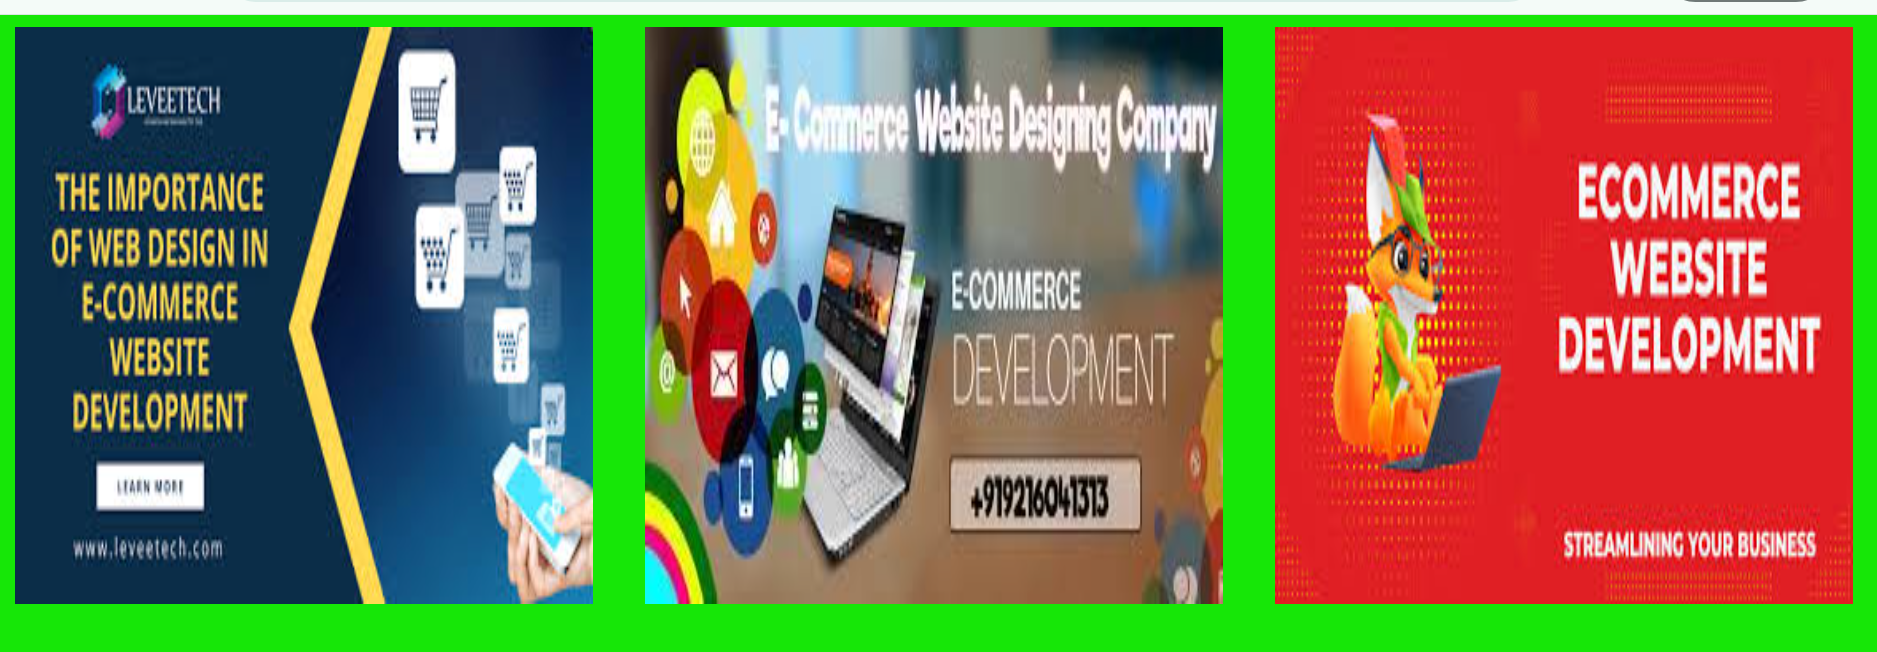 LEVEETECH
THE IMPORTANCE
OF WEB DESIGN IN
E-COMMERCE
WEBSITE
DEVELOPMENT
LEARN MORE
www.leveetech.com
E- Commerce Website Designing Company
E-COMMERCE
DEVELOPMENT
+919216041313
@
ECOMMERCE
WEBSITE
DEVELOPMENT
STREAMLINING YOUR BUSINESS